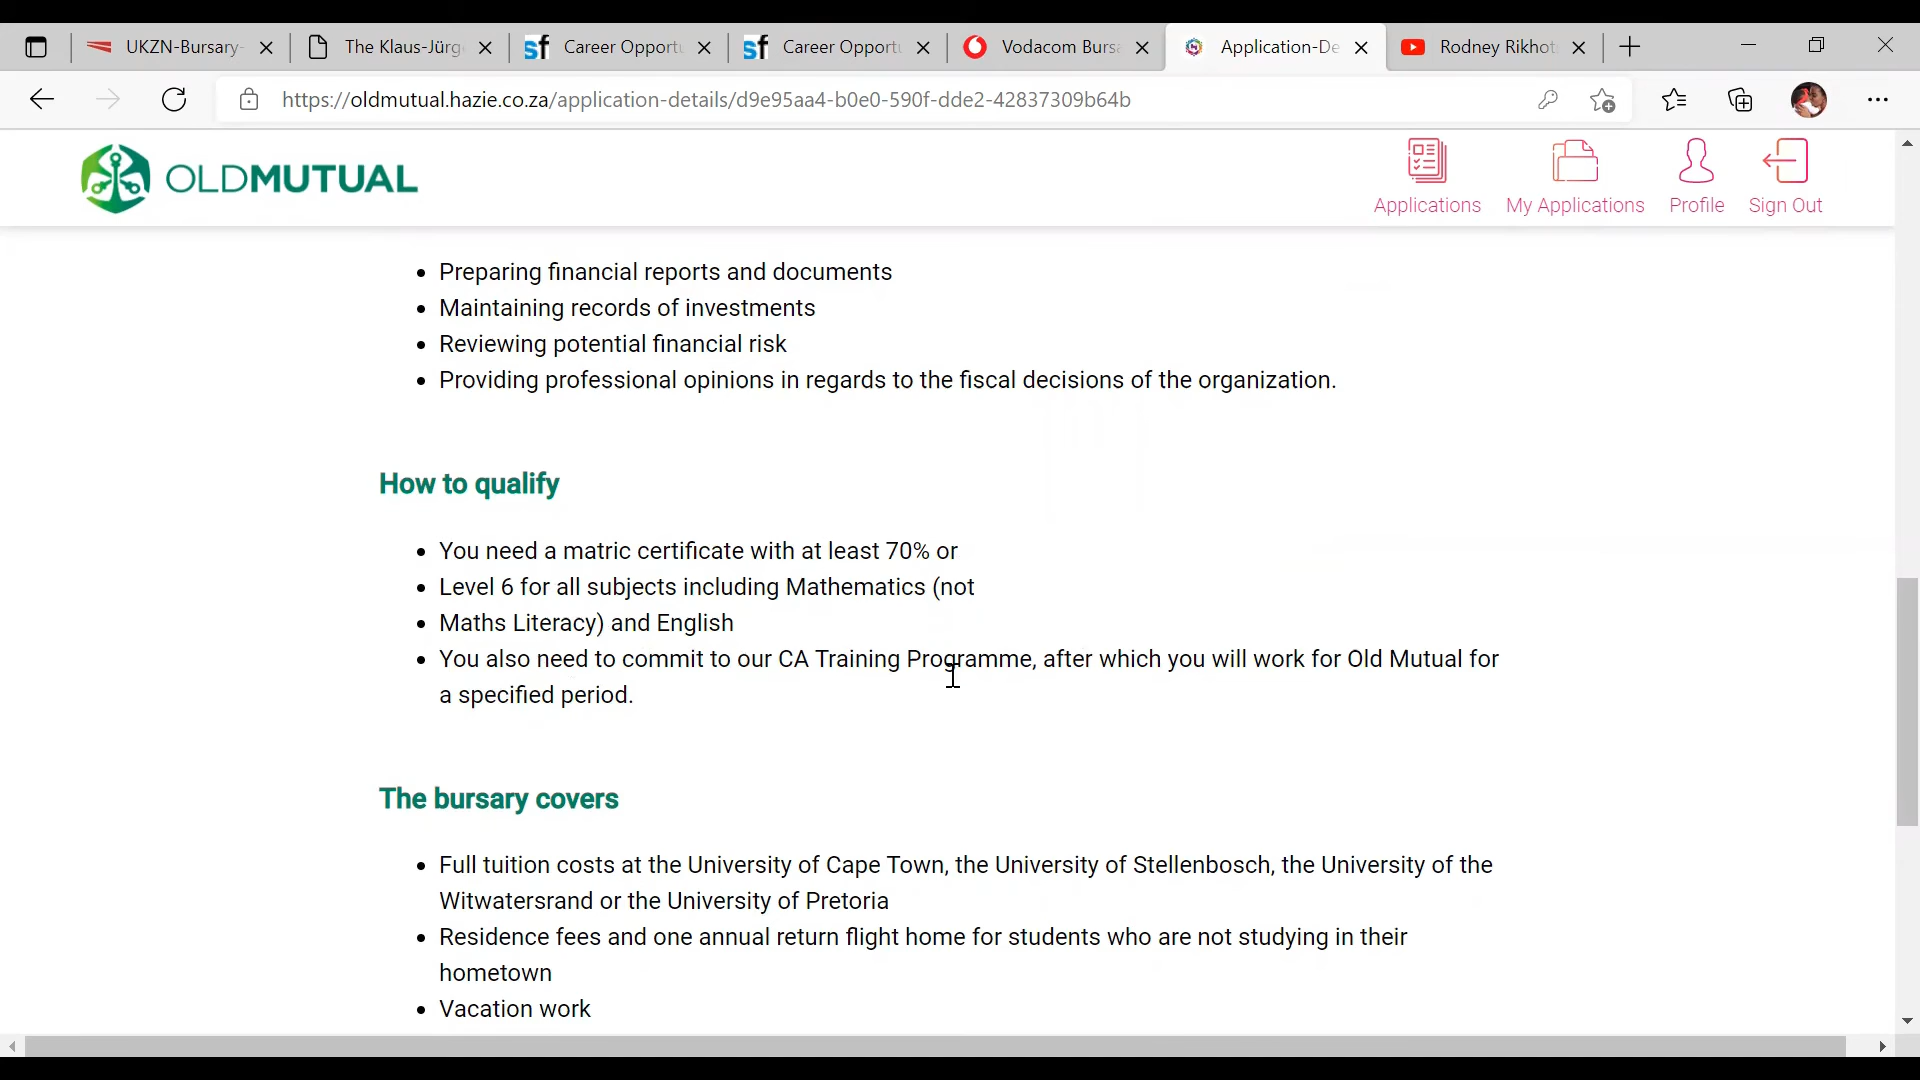 UKZN-Bursary-
The Klaus-Jürg
sf Career Opportu
sf Career Opportu
Vodacom Bursa
Application-De
Rodney Rikhot
https://oldmutual.hazie.co.za/application-details/d9e95aa4-b0e0-590f-dde2-42837309b64b
OLDMUTUAL
Applications
My Applications
Profile
Sign Out
• Preparing financial reports and documents
• Maintaining records of investments
• Reviewing potential financial risk
• Providing professional opinions in regards to the fiscal decisions of the organization.
How to qualify
• You need a matric certificate with at least 70% or
• Level 6 for all subjects including Mathematics (not
• Maths Literacy) and English
• You also need to commit to our CA Training Programme, after which you will work for Old Mutual for
a specified period.
The bursary covers
• Full tuition costs at the University of Cape Town, the University of Stellenbosch, the University of the
Witwatersrand or the University of Pretoria
• Residence fees and one annual return flight home for students who are not studying in their
hometown
• Vacation work